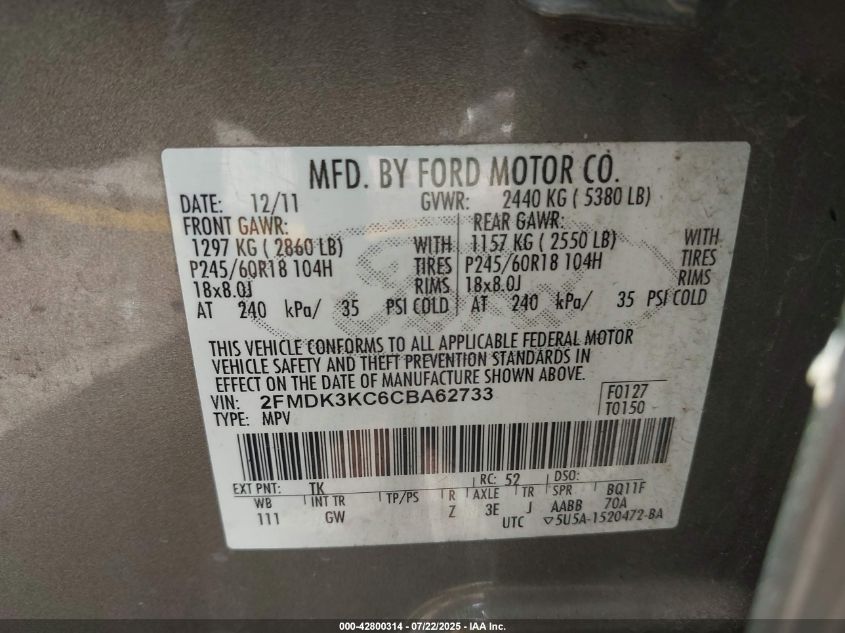 MFD. BY FORD MOTOR CO.
DATE: 12/11 GVWR: 2440 KG ( 5380 LB)
FRONT GAWR: REAR GAWR:
1297 KG ( 2860 LB) WITH 1157 KG ( 2550 LB) WITH
P245/60R18 104H TIRES P245/60R18 104H TIRES
18x8.0J RIMS 18x8.0J RIMS
AT 240 kPa/ 35 PSI COLD AT 240 kPa/ 35 PSI COLD
THIS VEHICLE CONFORMS TO ALL APPLICABLE FEDERAL MOTOR
VEHICLE SAFETY AND THEFT PREVENTION STANDARDS IN
EFFECT ON THE DATE OF MANUFACTURE SHOWN ABOVE.
VIN: 2FMDK3KC6CBA62733 F0127
TYPE: MPV T0150
EXT PNT: TK RC: 52 DSO:
WB INT TR TP/PS R AXLE TR SPR BQ11F
111 GW Z 3E J AABB 70A
UTC ▽5U5A-1520472-BA
000-42800314 - 07/22/2025 - IAA Inc.